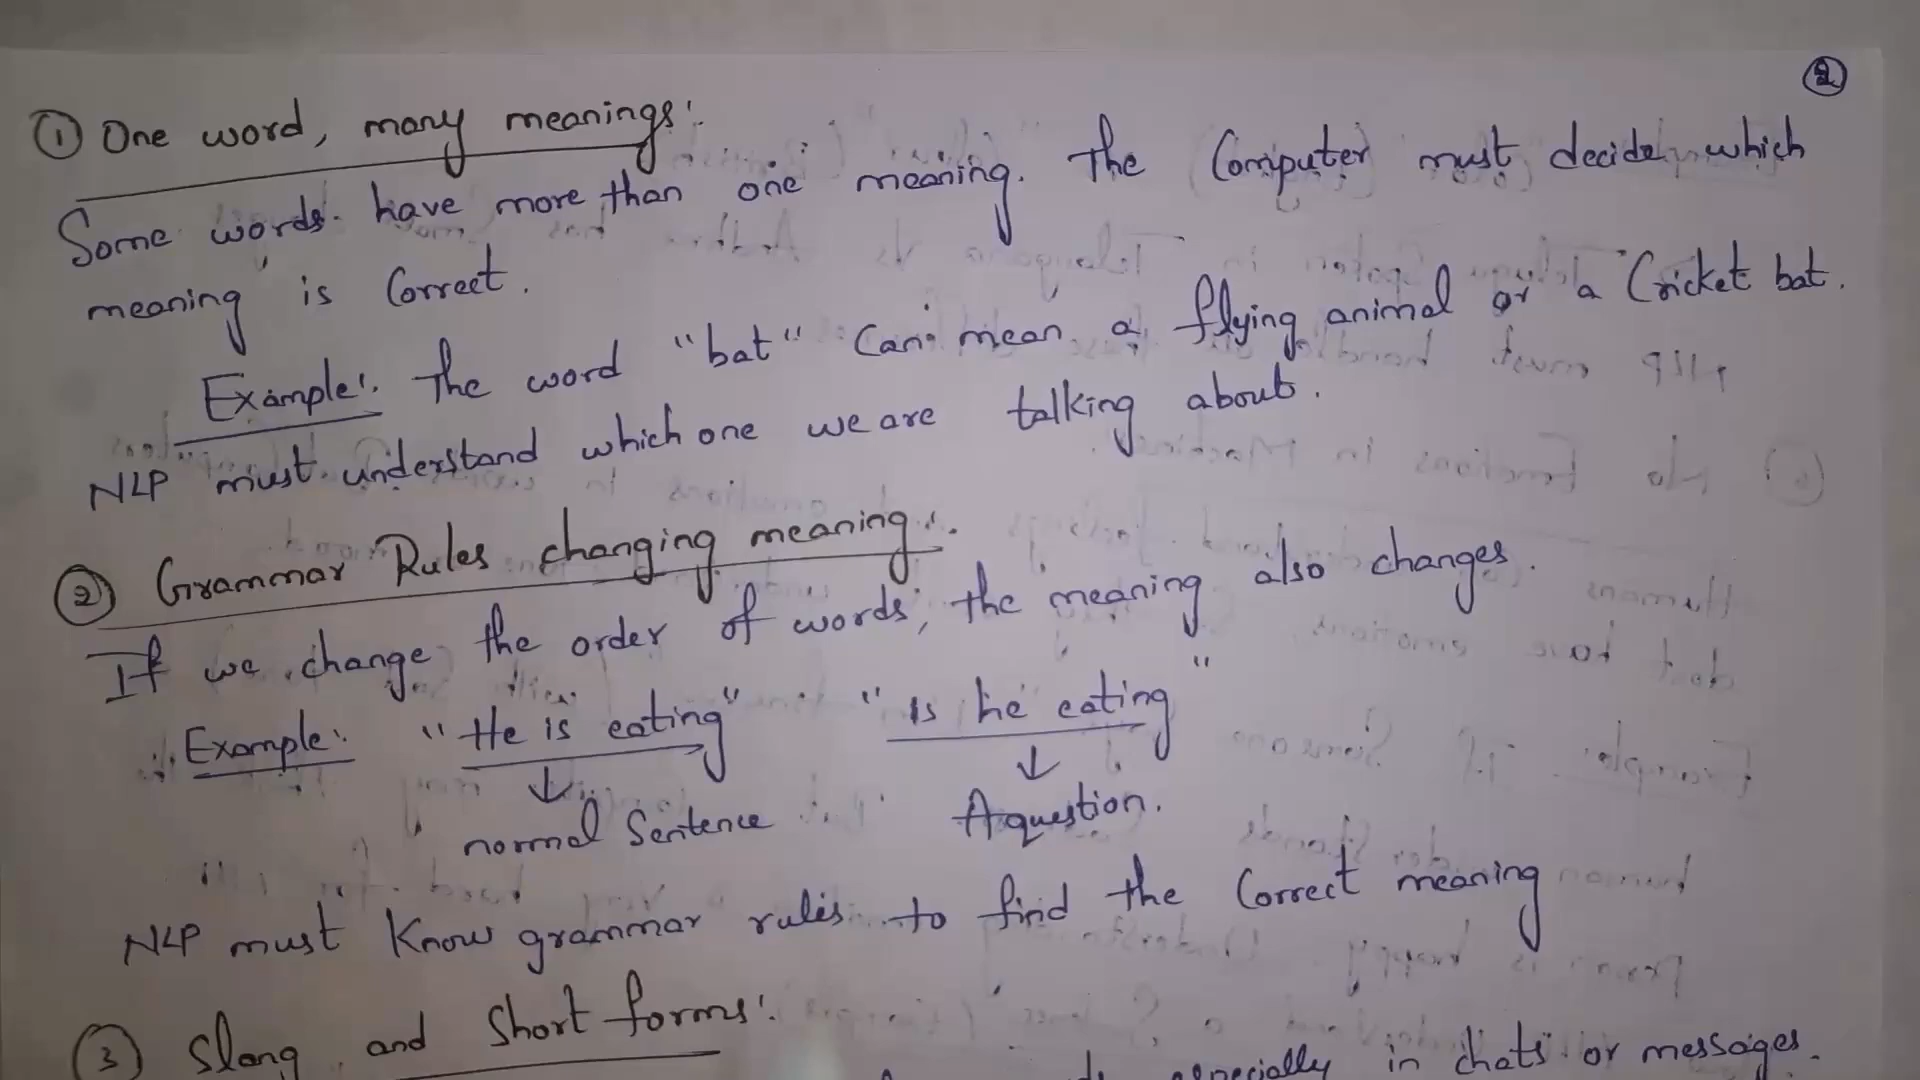 2
① One word, many meanings:
Some words have more than one meaning. The Computer must decide which
meaning is Correct.
Example: The word "bat" Can mean a flying animal or a Cricket bat.
NLP must understand which one we are talking about.
② Grammar Rules changing meaning:
If we change the order of words, the meaning also changes.
Example: "He is eating" "Is he eating"
↓ ↓
normal Sentence A question.
NLP must Know grammar rules to find the Correct meaning
③ Slang and Short forms:
especially in chats or messages.